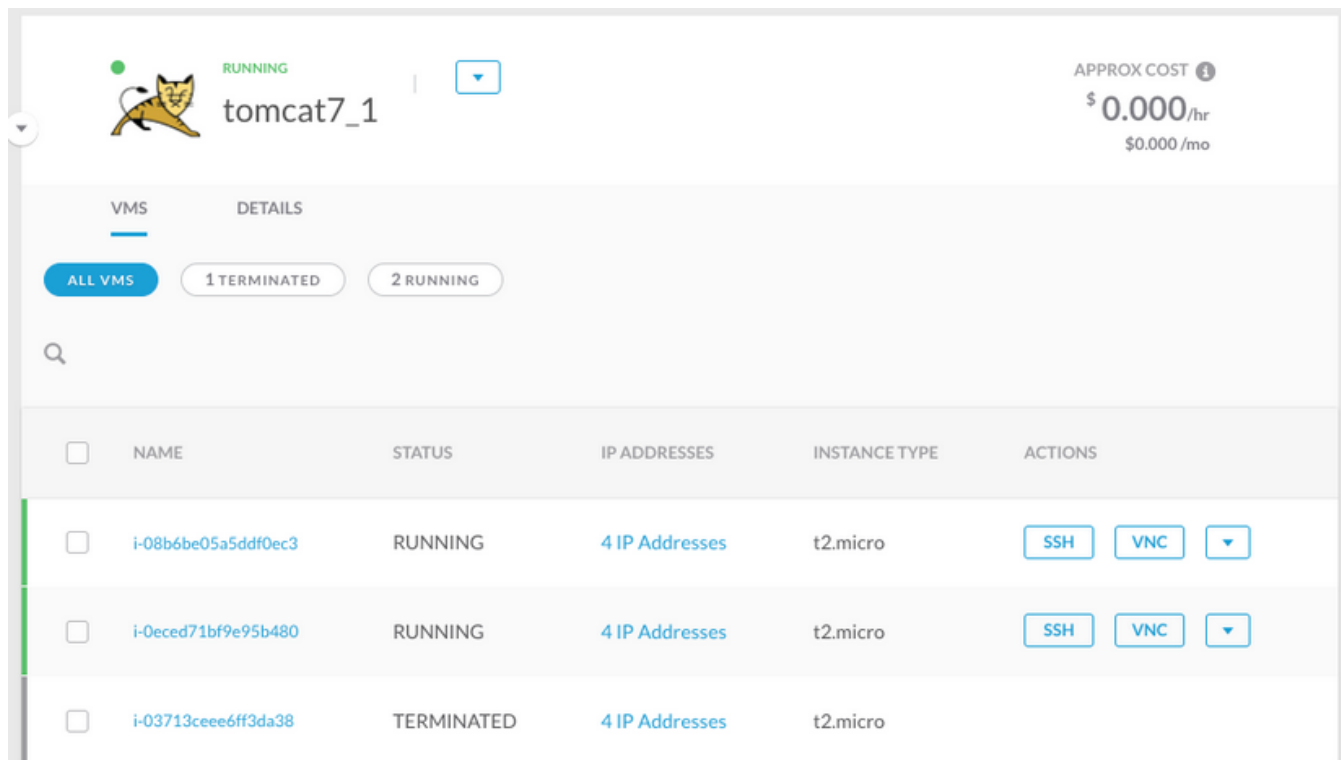 RUNNING
tomcat7_1
APPROX COST
$ 0.000/hr
$0.000 /mo
VMS DETAILS
ALL VMS 1 TERMINATED 2 RUNNING
NAME STATUS IP ADDRESSES INSTANCE TYPE ACTIONS
i-08b6be05a5ddf0ec3 RUNNING 4 IP Addresses t2.micro SSH VNC
i-0eced71bf9e95b480 RUNNING 4 IP Addresses t2.micro SSH VNC
i-03713ceee6ff3da38 TERMINATED 4 IP Addresses t2.micro